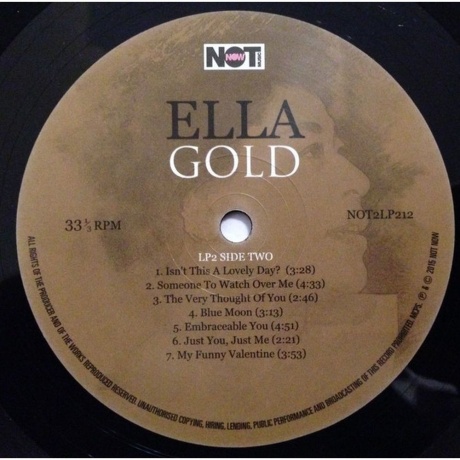 NOT NOW MUSIC
ELLA
GOLD
33 1/3 RPM
NOT2LP212
LP2 SIDE TWO
1. Isn't This A Lovely Day? (3:28)
2. Someone To Watch Over Me (4:33)
3. The Very Thought Of You (2:46)
4. Blue Moon (3:13)
5. Embraceable You (4:51)
6. Just You, Just Me (2:21)
7. My Funny Valentine (3:53)
ALL RIGHTS OF THE PRODUCER AND OF THE WORKS REPRODUCED RESERVED. UNAUTHORISED COPYING, HIRING, LENDING, PUBLIC PERFORMANCE AND BROADCASTING OF THIS RECORD PROHIBITED. MCPS. ℗ & © 2015 NOT NOW